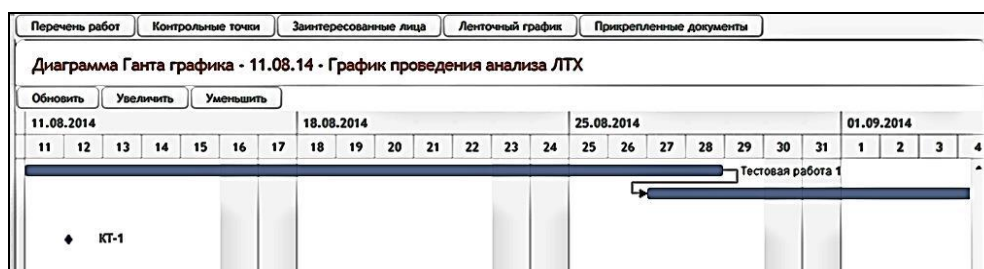 Перечень работ Контрольные точки Заинтересованные лица Ленточный график Прикрепленные документы
Диаграмма Ганта графика - 11.08.14 - График проведения анализа ЛТХ
Обновить Увеличить Уменьшить
11.08.2014 18.08.2014 25.08.2014 01.09.2014
11 12 13 14 15 16 17 18 19 20 21 22 23 24 25 26 27 28 29 30 31 1 2 3 4
Тестовая работа 1
КТ-1